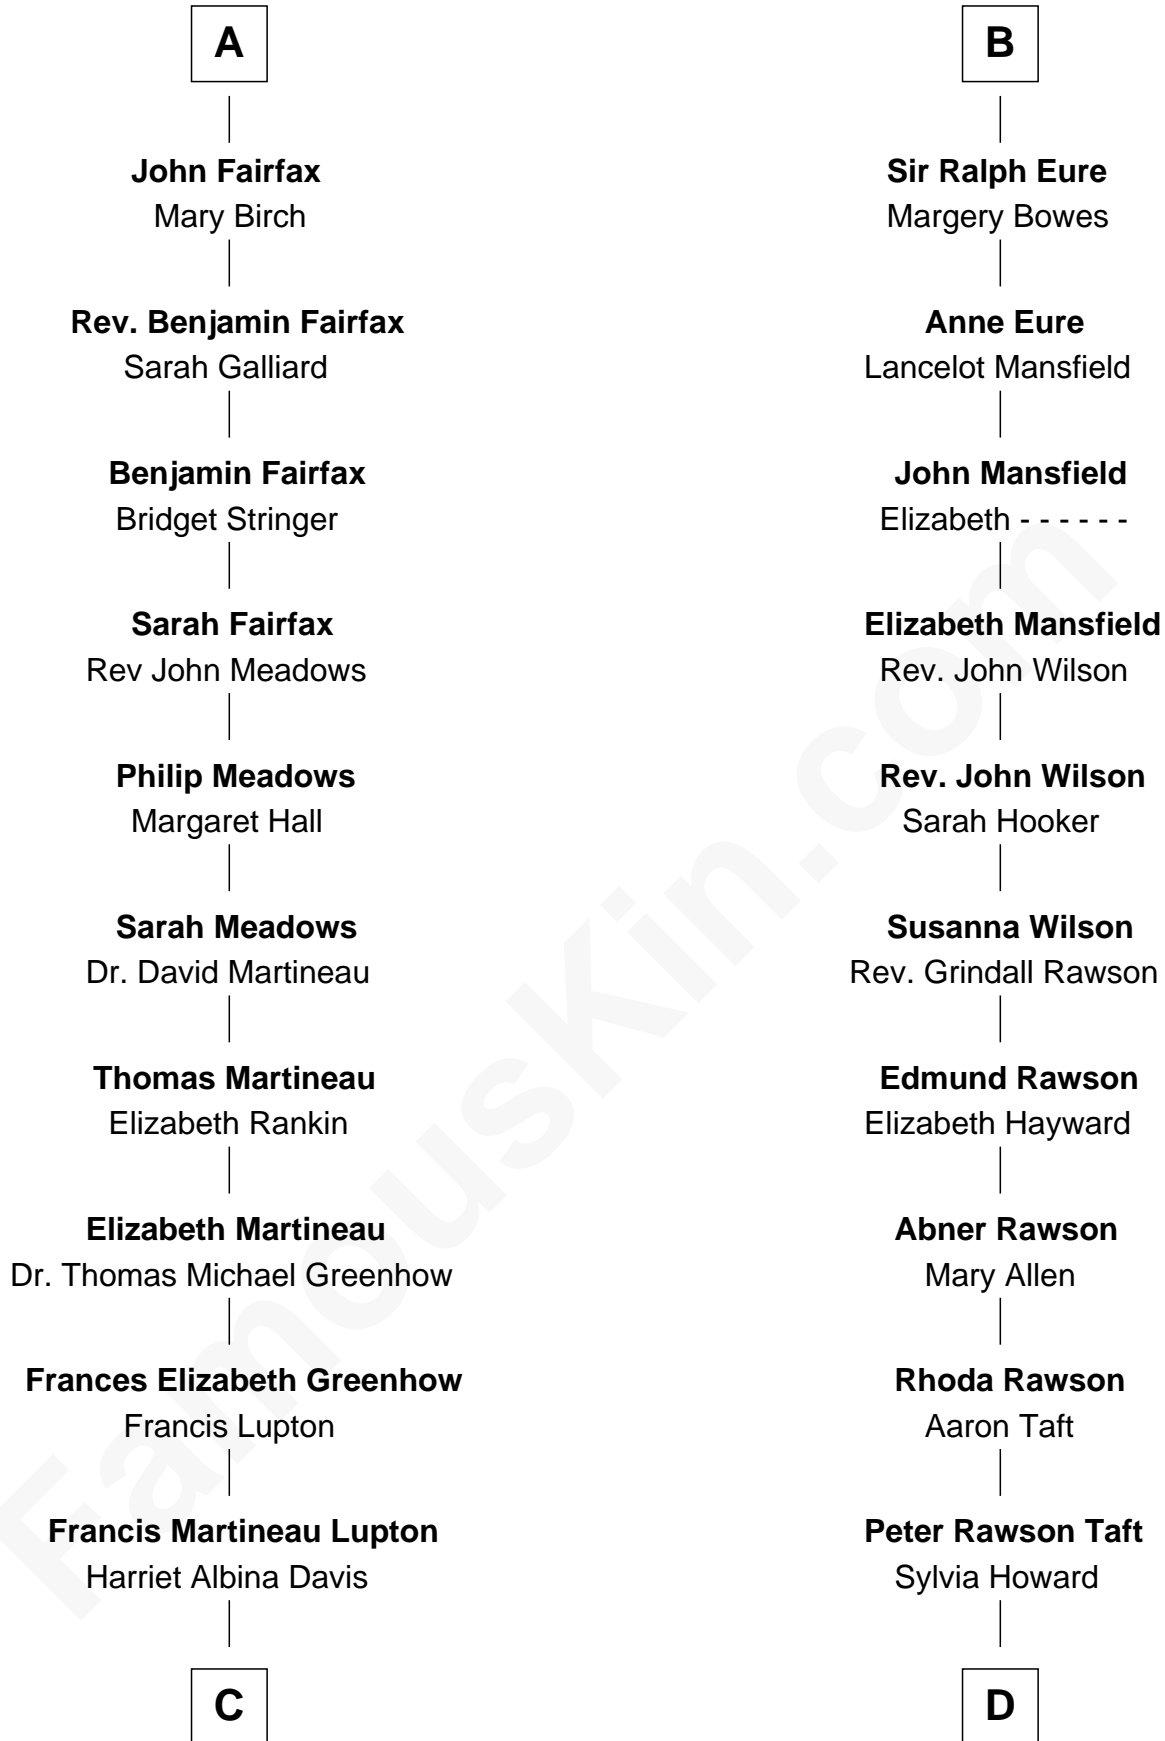 A
John Fairfax
Mary Birch
Rev. Benjamin Fairfax
Sarah Galliard
Benjamin Fairfax
Bridget Stringer
Sarah Fairfax
Rev John Meadows
Philip Meadows
Margaret Hall
Sarah Meadows
Dr. David Martineau
Thomas Martineau
Elizabeth Rankin
Elizabeth Martineau
Dr. Thomas Michael Greenhow
Frances Elizabeth Greenhow
Francis Lupton
Francis Martineau Lupton
Harriet Albina Davis
C
B
Sir Ralph Eure
Margery Bowes
Anne Eure
Lancelot Mansfield
John Mansfield
Elizabeth - - - - - -
Elizabeth Mansfield
Rev. John Wilson
Rev. John Wilson
Sarah Hooker
Susanna Wilson
Rev. Grindall Rawson
Edmund Rawson
Elizabeth Hayward
Abner Rawson
Mary Allen
Rhoda Rawson
Aaron Taft
Peter Rawson Taft
Sylvia Howard
D
FamousKin.com